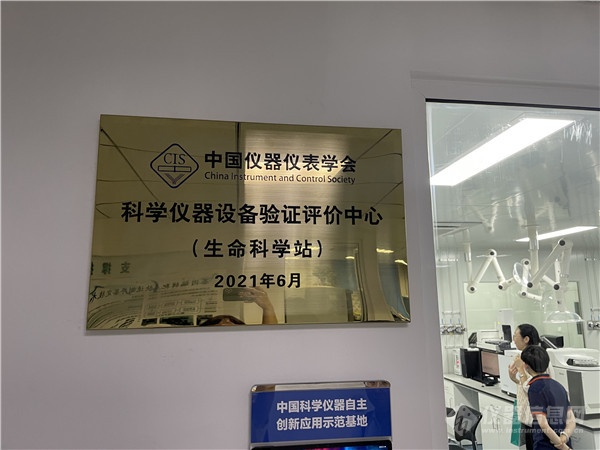 CIS
中国仪器仪表学会
China Instrument and Control Society
科学仪器设备验证评价中心
（生命科学站）
2021年6月
中国科学仪器自主
创新应用示范基地